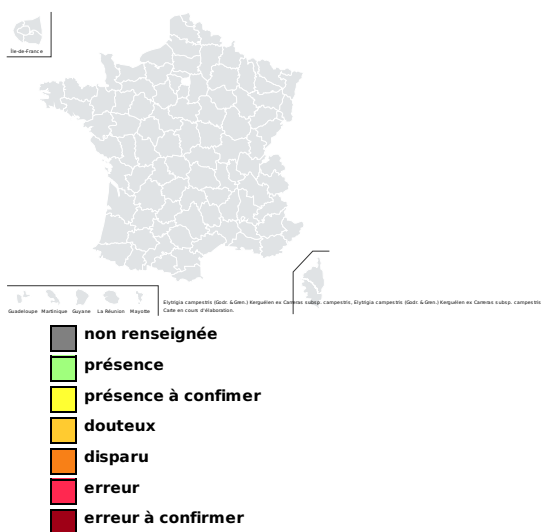 Île-de-France
Guadeloupe Martinique Guyane La Réunion Mayotte
Elytrigia campestris (Godr. & Gren.) Kerguélen ex Carreras subsp. campestris, Elytrigia campestris (Godr. & Gren.) Kerguélen ex Carreras subsp. campestris
Carte en cours d'élaboration.
non renseignée
présence
présence à confimer
douteux
disparu
erreur
erreur à confirmer